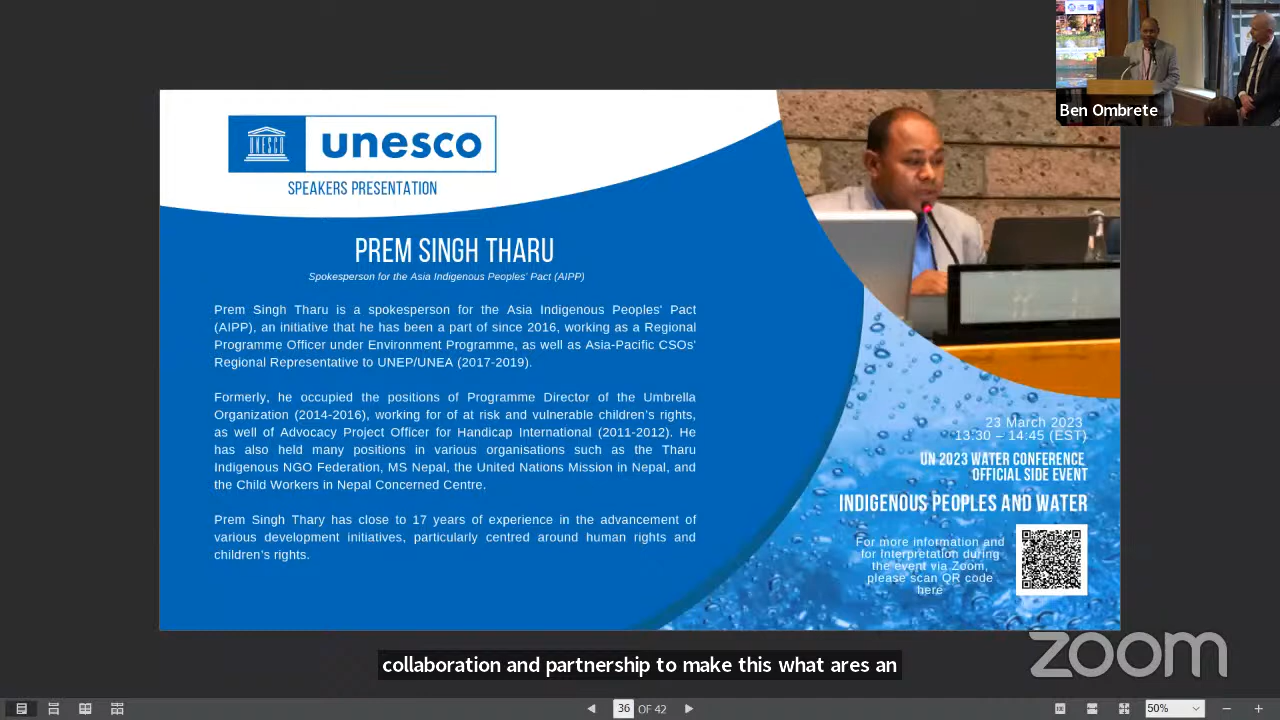 Ben Ombrete
UNESCO
unesco
SPEAKERS PRESENTATION
PREM SINGH THARU
Spokesperson for the Asia Indigenous Peoples' Pact (AIPP)
Prem Singh Tharu is a spokesperson for the Asia Indigenous Peoples' Pact
(AIPP), an initiative that he has been a part of since 2016, working as a Regional
Programme Officer under Environment Programme, as well as Asia-Pacific CSOs'
Regional Representative to UNEP/UNEA (2017-2019).
Formerly, he occupied the positions of Programme Director of the Umbrella
Organization (2014-2016), working for of at risk and vulnerable children's rights,
as well of Advocacy Project Officer for Handicap International (2011-2012). He
has also held many positions in various organisations such as the Tharu
Indigenous NGO Federation, MS Nepal, the United Nations Mission in Nepal, and
the Child Workers in Nepal Concerned Centre.
Prem Singh Thary has close to 17 years of experience in the advancement of
various development initiatives, particularly centred around human rights and
children's rights.
23 March 2023
13.30 – 14:45 (EST)
UN 2023 WATER CONFERENCE
OFFICIAL SIDE EVENT
INDIGENOUS PEOPLES AND WATER
For more information and
for Interpretation during
the event via Zoom,
please scan QR code
here
collaboration and partnership to make this what ares an
zoom
36 OF 42
50%